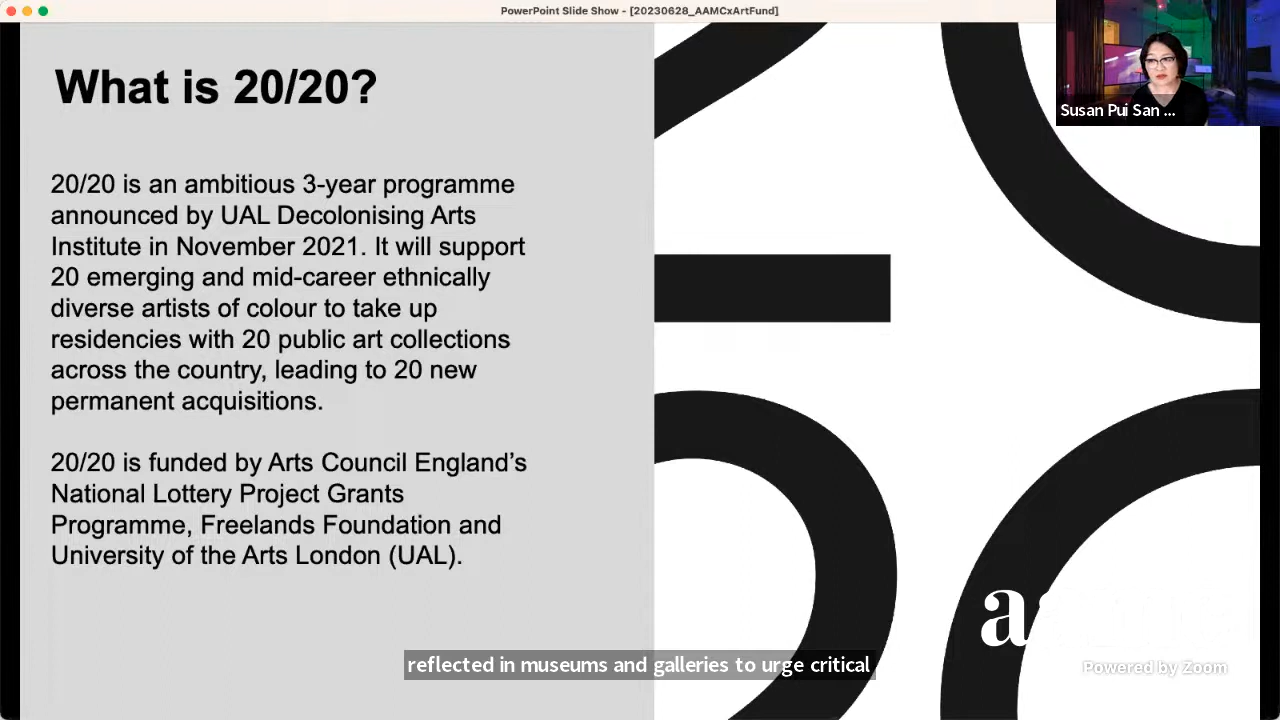 PowerPoint Slide Show - [20230628_AAMCxArtFund]
What is 20/20?
20/20 is an ambitious 3-year programme
announced by UAL Decolonising Arts
Institute in November 2021. It will support
20 emerging and mid-career ethnically
diverse artists of colour to take up
residencies with 20 public art collections
across the country, leading to 20 new
permanent acquisitions.
20/20 is funded by Arts Council England’s
National Lottery Project Grants
Programme, Freelands Foundation and
University of the Arts London (UAL).
Susan Pui San ...
reflected in museums and galleries to urge critical
Powered by Zoom